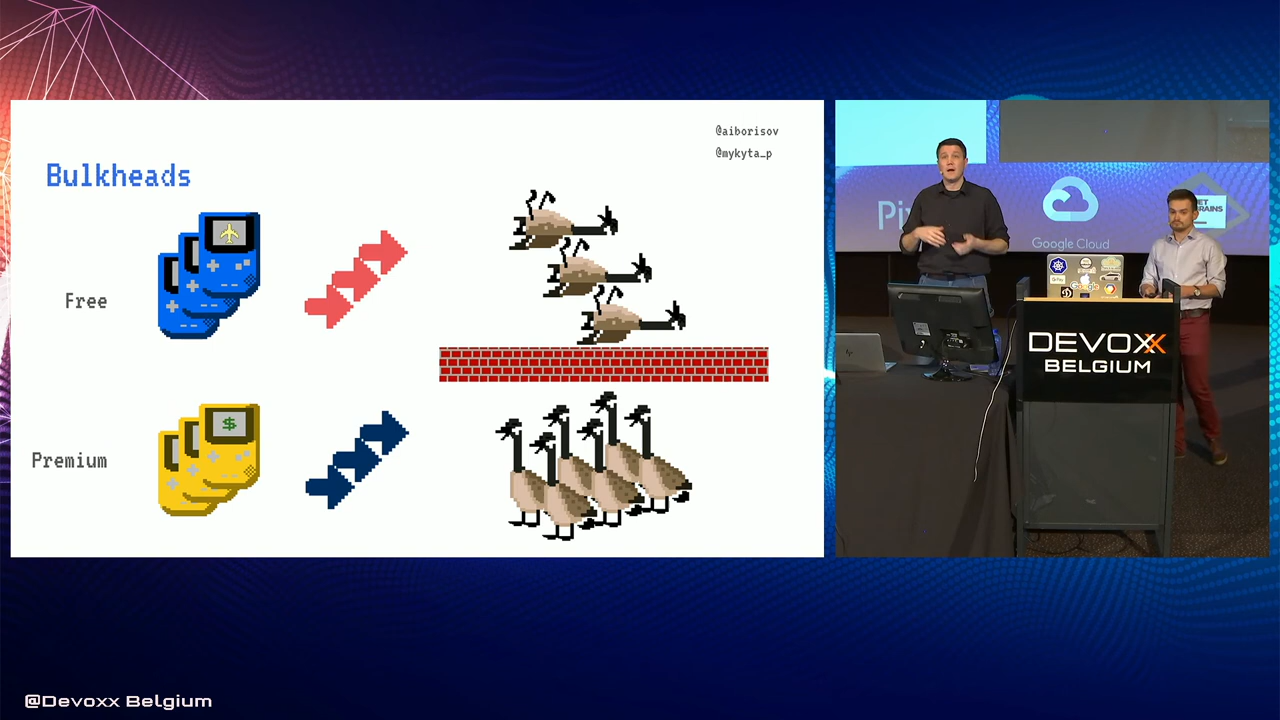 @aiborisov
@mykyta_p
Bulkheads
Free
$
Premium
Google Cloud
DEVOXX
BELGIUM
@Devoxx Belgium